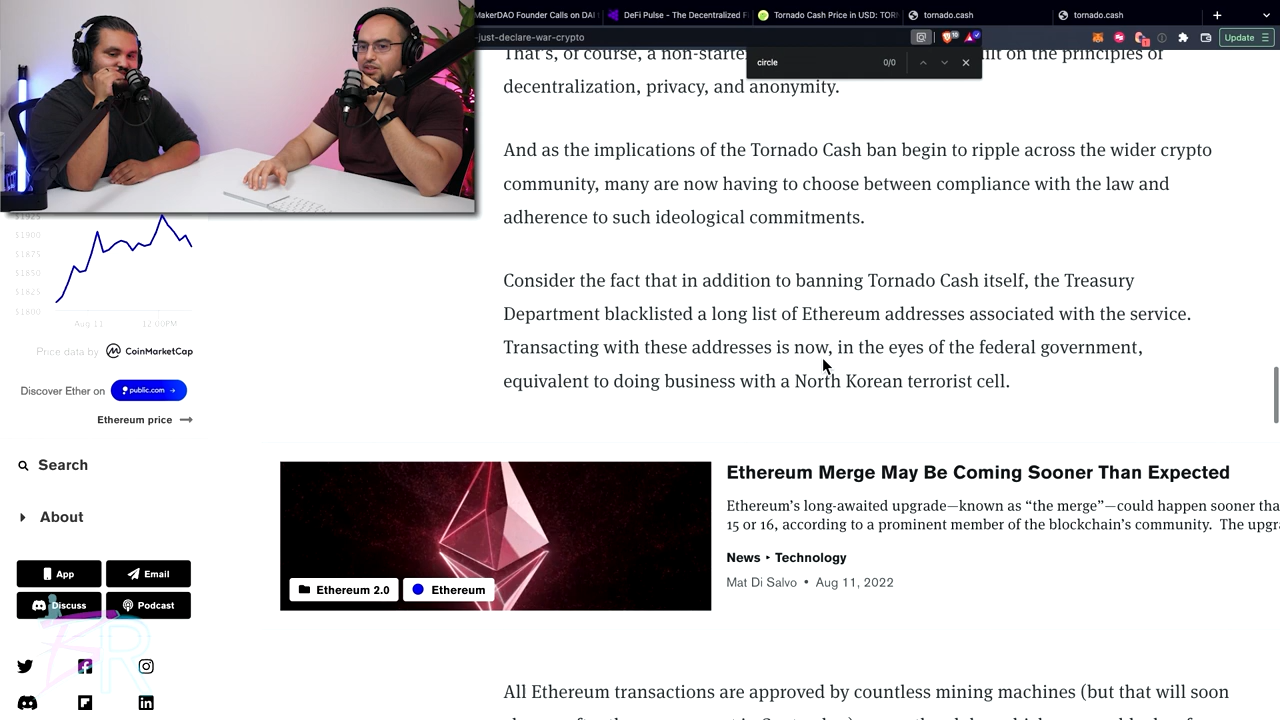 MakerDAO Founder Calls on DAI
DeFi Pulse - The Decentralized Fi
Tornado Cash Price in USD: TOR
tornado.cash
tornado.cash
-just-declare-war-crypto
Update
circle
0/0
That's, of course, a non-starte
ilt on the principles of
decentralization, privacy, and anonymity.
And as the implications of the Tornado Cash ban begin to ripple across the wider crypto
community, many are now having to choose between compliance with the law and
adherence to such ideological commitments.
Consider the fact that in addition to banning Tornado Cash itself, the Treasury
Department blacklisted a long list of Ethereum addresses associated with the service.
Transacting with these addresses is now, in the eyes of the federal government,
equivalent to doing business with a North Korean terrorist cell.
$1925
$1900
$1875
$1850
$1825
$1800
Aug 11
12:00PM
Price data by CoinMarketCap
Discover Ether on public.com →
Ethereum price
Search
About
App
Email
Discuss
Podcast
Ethereum 2.0
Ethereum
Ethereum Merge May Be Coming Sooner Than Expected
Ethereum's long-awaited upgrade—known as “the merge”—could happen sooner tha
15 or 16, according to a prominent member of the blockchain's community. The upgra
News ‣ Technology
Mat Di Salvo • Aug 11, 2022
All Ethereum transactions are approved by countless mining machines (but that will soon